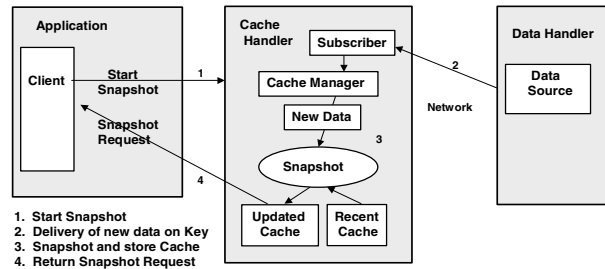 Application
Client
Start
Snapshot
Snapshot
Request
1
4
Cache
Handler
Subscriber
Cache Manager
New Data
3
Snapshot
Updated
Cache
Recent
Cache
2
Network
Data Handler
Data
Source
1. Start Snapshot
2. Delivery of new data on Key
3. Snapshot and store Cache
4. Return Snapshot Request